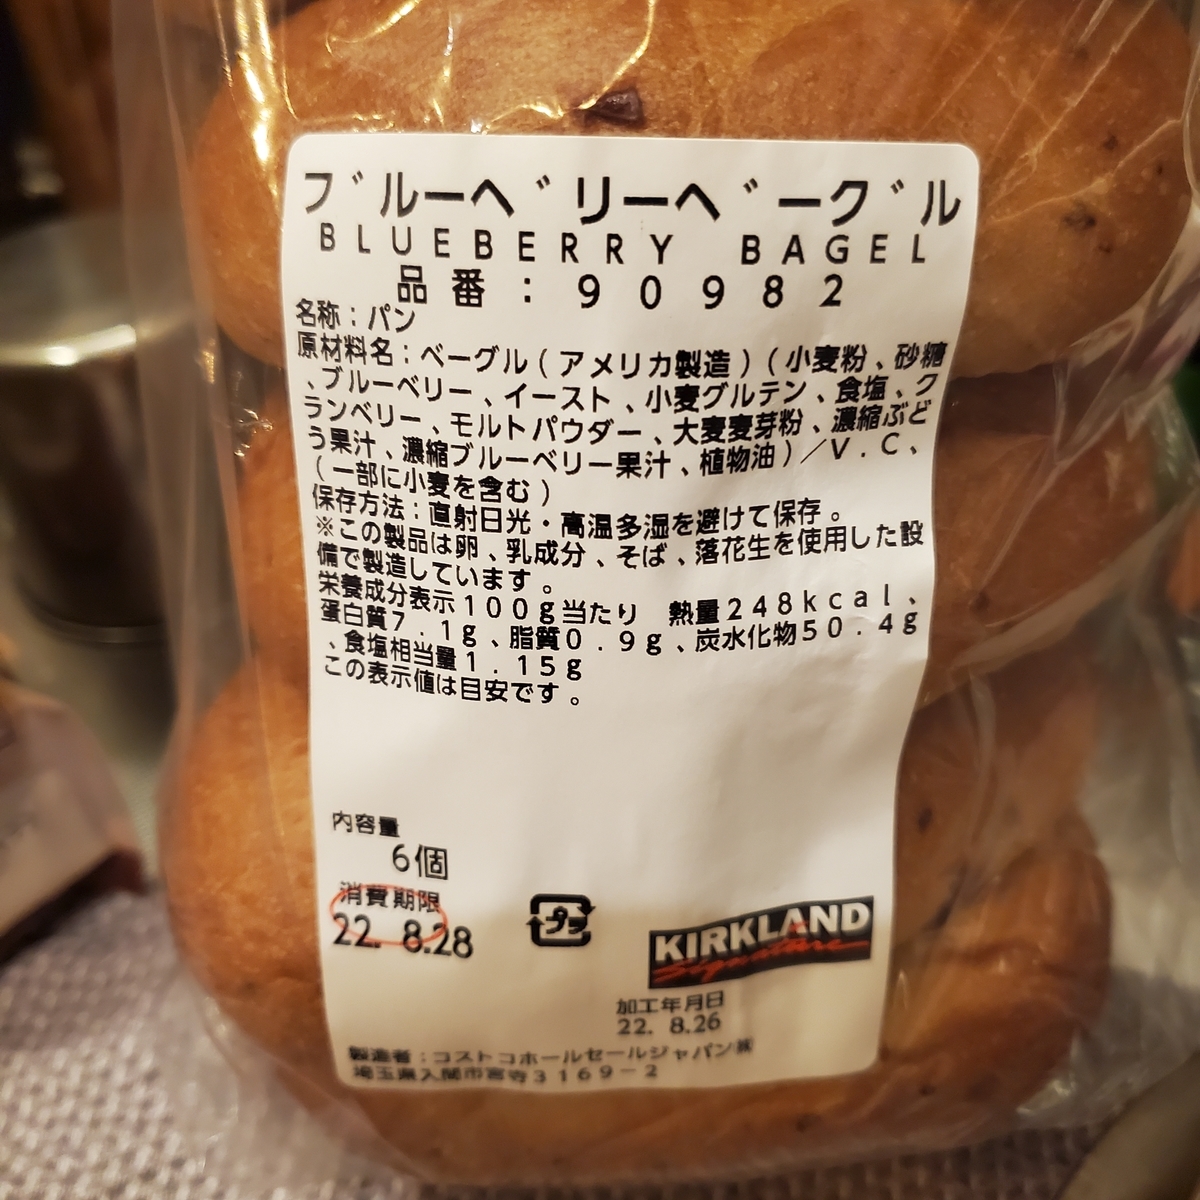 ブルーベリーベーグル
BLUEBERRY BAGEL
品番:90982
名称:パン
原材料名:ベーグル(アメリカ製造)(小麦粉、砂糖
、ブルーベリー、イースト、小麦グルテン、食塩、ク
ランベリー、モルトパウダー、大麦麦芽粉、濃縮ぶど
う果汁、濃縮ブルーベリー果汁、植物油)/V.C、
(一部に小麦を含む)
保存方法:直射日光・高温多湿を避けて保存。
※この製品は卵、乳成分、そば、落花生を使用した設
備で製造しています。
栄養成分表示100g当たり 熱量248kcal、
蛋白質7.1g、脂質0.9g、炭水化物50.4g
、食塩相当量1.15g
この表示値は目安です。
内容量
6個
消費期限
22. 8.28
プラ
KIRKLAND
Signature
加工年月日
22. 8.26
製造者:コストコホールセールジャパン㈱
埼玉県入間市宮寺3169-2